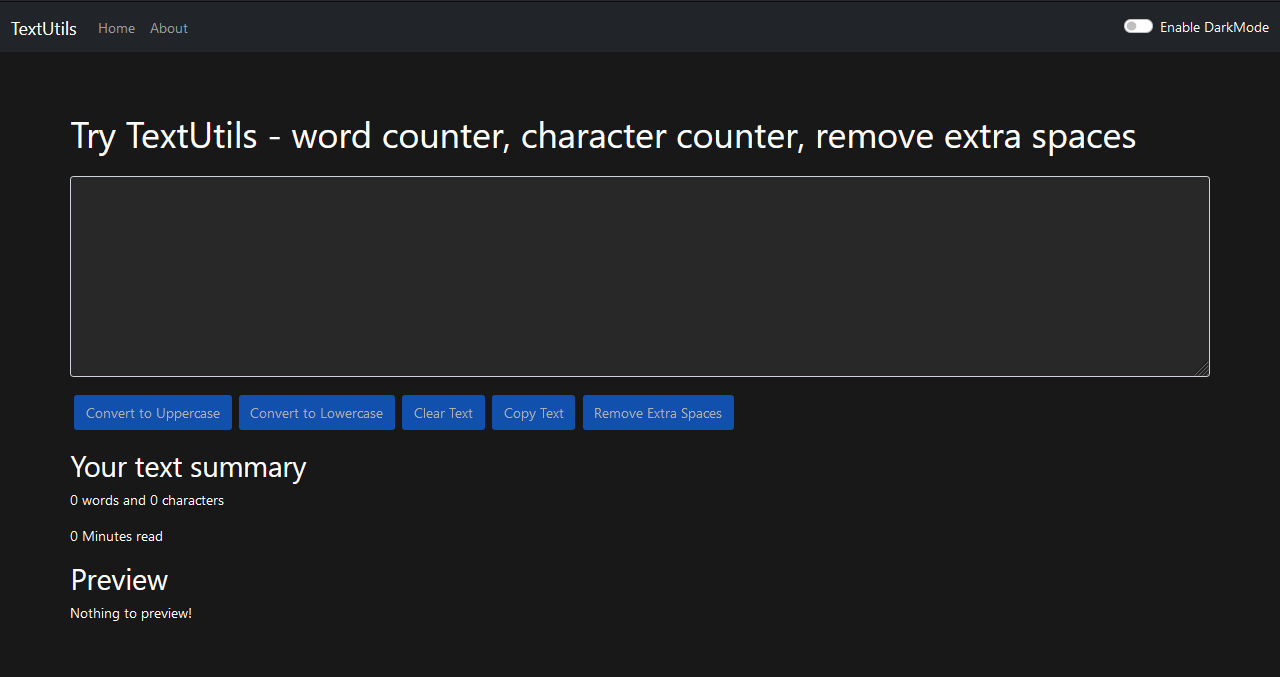 TextUtils Home About Enable DarkMode
Try TextUtils - word counter, character counter, remove extra spaces
Convert to Uppercase Convert to Lowercase Clear Text Copy Text Remove Extra Spaces
Your text summary
0 words and 0 characters
0 Minutes read
Preview
Nothing to preview!